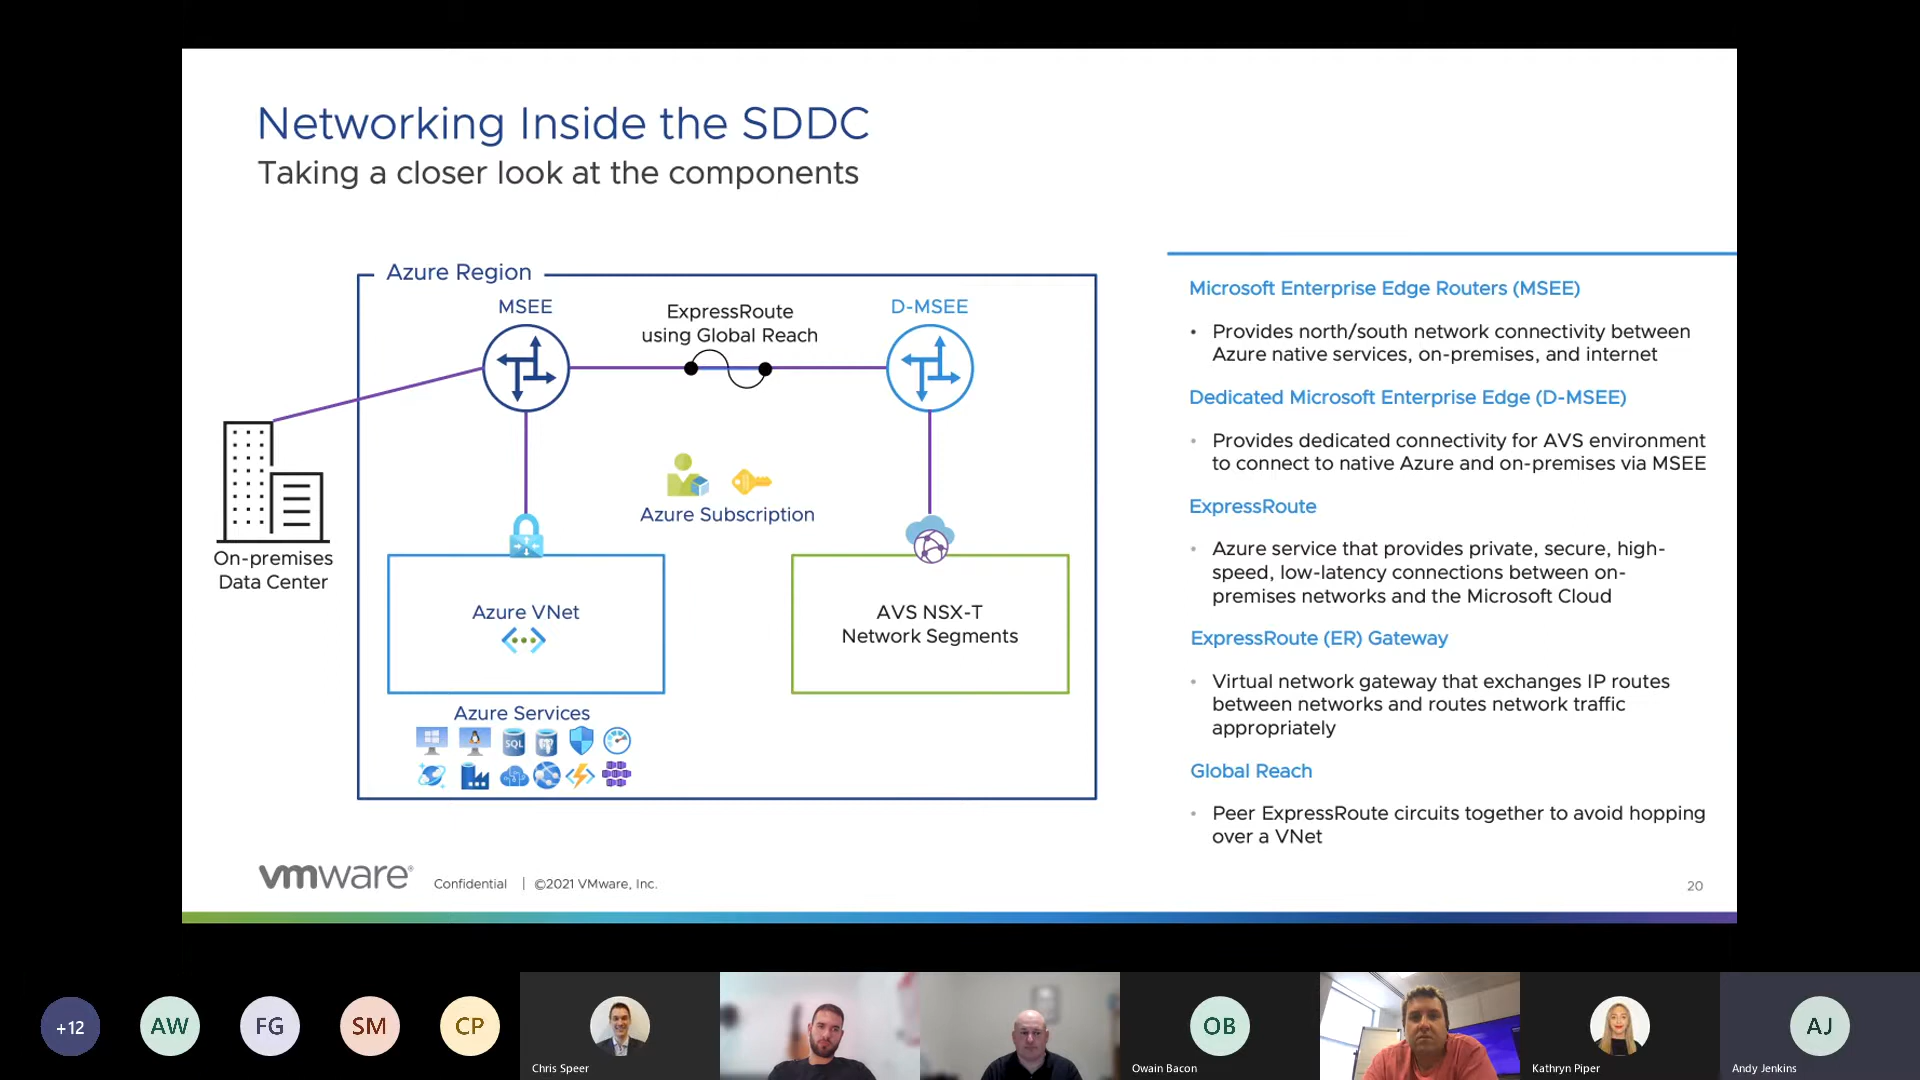 Networking Inside the SDDC
Taking a closer look at the components
Azure Region
MSEE
ExpressRoute
using Global Reach
D-MSEE
Azure Subscription
On-premises
Data Center
Azure VNet
AVS NSX-T
Network Segments
Azure Services
SQL
Microsoft Enterprise Edge Routers (MSEE)
• Provides north/south network connectivity between
Azure native services, on-premises, and internet
Dedicated Microsoft Enterprise Edge (D-MSEE)
• Provides dedicated connectivity for AVS environment
to connect to native Azure and on-premises via MSEE
ExpressRoute
• Azure service that provides private, secure, high-
speed, low-latency connections between on-
premises networks and the Microsoft Cloud
ExpressRoute (ER) Gateway
• Virtual network gateway that exchanges IP routes
between networks and routes network traffic
appropriately
Global Reach
• Peer ExpressRoute circuits together to avoid hopping
over a VNet
vmware® Confidential | ©2021 VMware, Inc.
20
+12
AW
FG
SM
CP
Chris Speer
OB
Owain Bacon
Kathryn Piper
AJ
Andy Jenkins